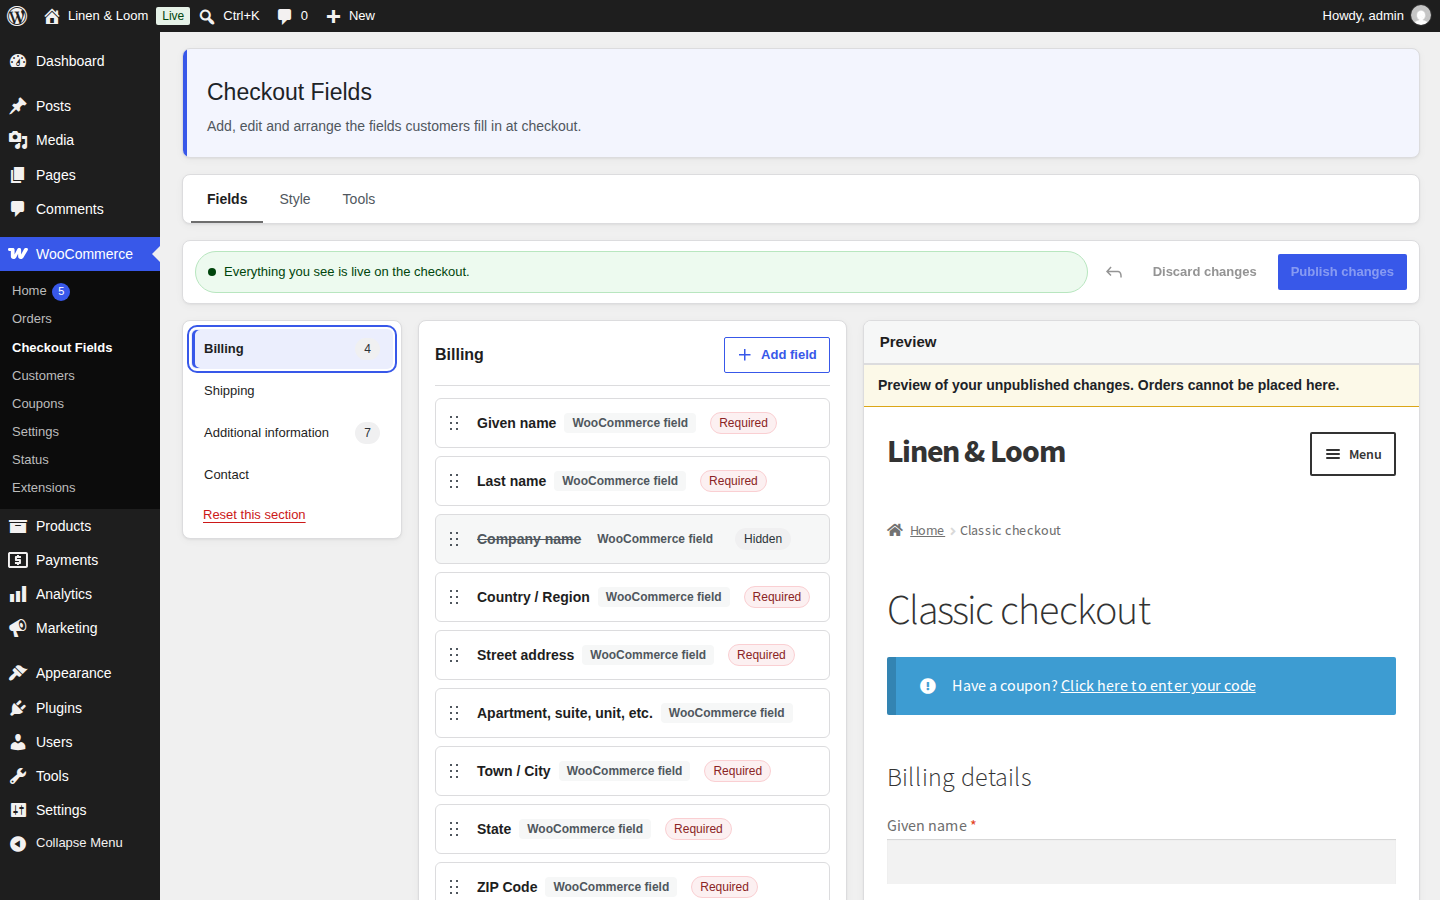 Linen & Loom Live Ctrl+K 0 New Howdy, admin
Dashboard
Posts
Media
Pages
Comments
WooCommerce
Home 5
Orders
Checkout Fields
Customers
Coupons
Settings
Status
Extensions
Products
Payments
Analytics
Marketing
Appearance
Plugins
Users
Tools
Settings
Collapse Menu
Checkout Fields
Add, edit and arrange the fields customers fill in at checkout.
Fields Style Tools
Everything you see is live on the checkout. Discard changes Publish changes
Billing 4
Shipping
Additional information 7
Contact
Reset this section
Billing Add field
Given name WooCommerce field Required
Last name WooCommerce field Required
Company name WooCommerce field Hidden
Country / Region WooCommerce field Required
Street address WooCommerce field Required
Apartment, suite, unit, etc. WooCommerce field
Town / City WooCommerce field Required
State WooCommerce field Required
ZIP Code WooCommerce field Required
Preview
Preview of your unpublished changes. Orders cannot be placed here.
Linen & Loom Menu
Home Classic checkout
Classic checkout
Have a coupon? Click here to enter your code
Billing details
Given name *